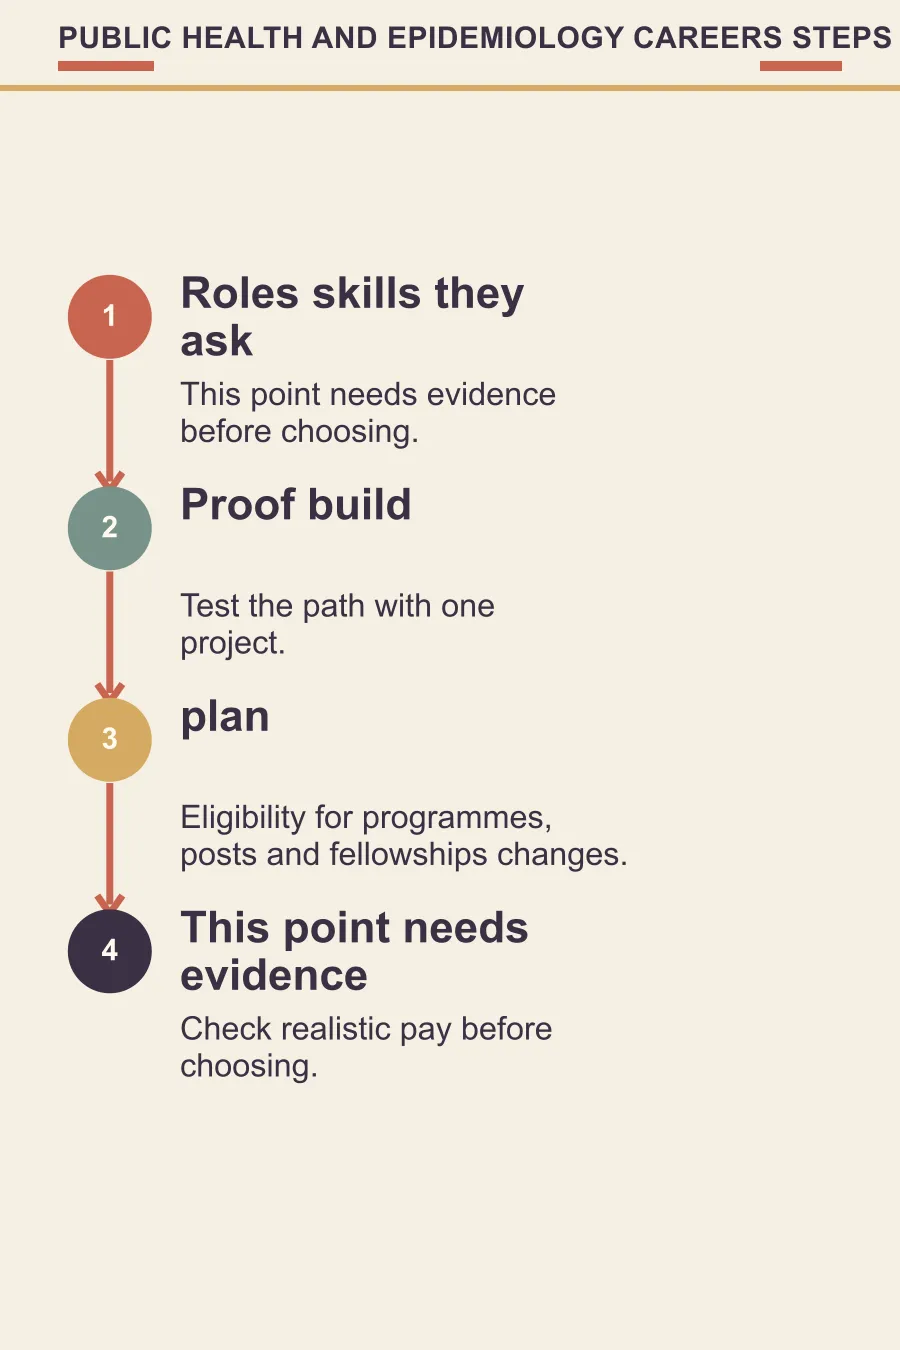 PUBLIC HEALTH AND EPIDEMIOLOGY CAREERS STEPS
1
Roles skills they
ask
This point needs evidence
before choosing.
2
Proof build
Test the path with one
project.
3
plan
Eligibility for programmes,
posts and fellowships changes.
4
This point needs
evidence
Check realistic pay before
choosing.